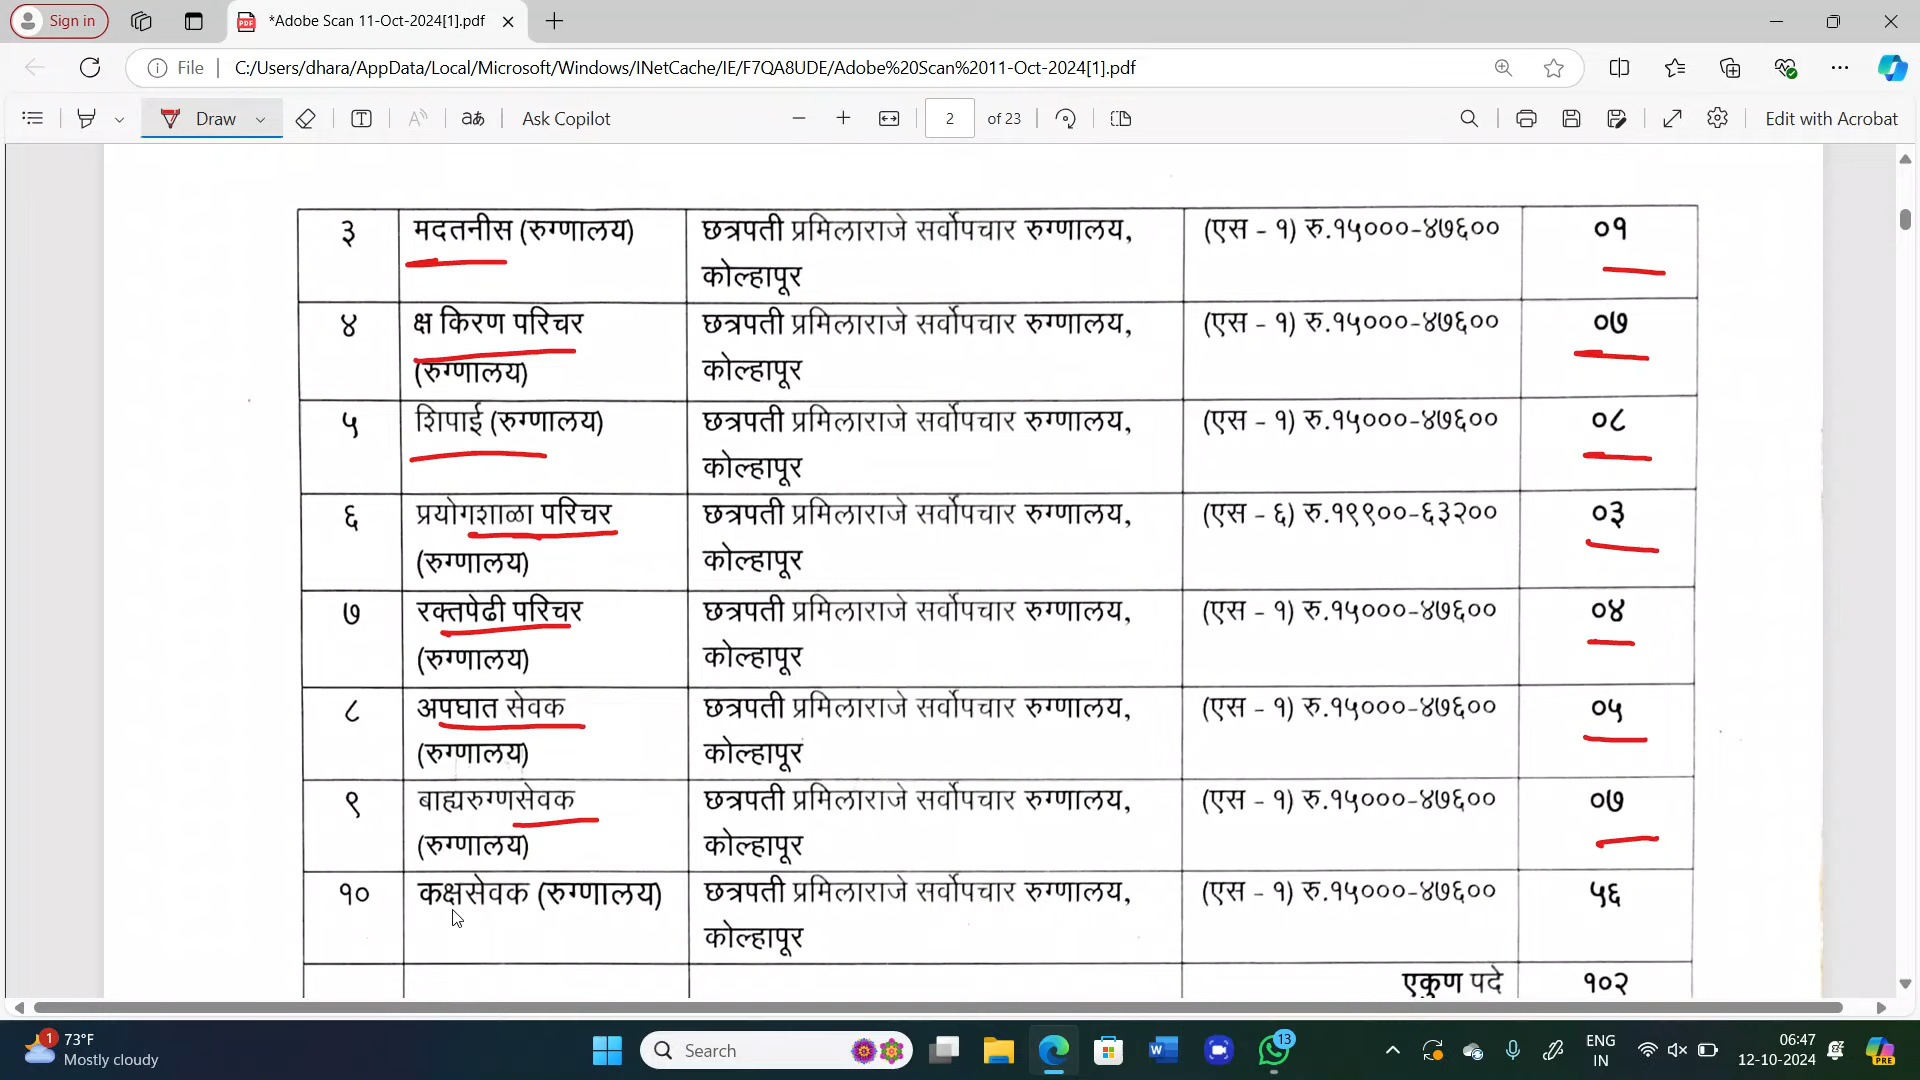 Sign in
*Adobe Scan 11-Oct-2024[1].pdf
File
C:/Users/dhara/AppData/Local/Microsoft/Windows/INetCache/IE/F7QA8UDE/Adobe%20Scan%2011-Oct-2024[1].pdf
Draw
aあ
Ask Copilot
2 of 23
Edit with Acrobat
३ मदतनीस (रुग्णालय) छत्रपती प्रमिलाराजे सर्वोपचार रुग्णालय, (एस - १) रु.१५०००-४७६०० ०१
कोल्हापूर
४ क्ष किरण परिचर छत्रपती प्रमिलाराजे सर्वोपचार रुग्णालय, (एस - १) रु.१५०००-४७६०० ०७
(रुग्णालय) कोल्हापूर
५ शिपाई (रुग्णालय) छत्रपती प्रमिलाराजे सर्वोपचार रुग्णालय, (एस - १) रु.१५०००-४७६०० ०८
कोल्हापूर
६ प्रयोगशाळा परिचर छत्रपती प्रमिलाराजे सर्वोपचार रुग्णालय, (एस - ६) रु.१९९००-६३२०० ०३
(रुग्णालय) कोल्हापूर
७ रक्तपेढी परिचर छत्रपती प्रमिलाराजे सर्वोपचार रुग्णालय, (एस - १) रु.१५०००-४७६०० ०४
(रुग्णालय) कोल्हापूर
८ अपघात सेवक छत्रपती प्रमिलाराजे सर्वोपचार रुग्णालय, (एस - १) रु.१५०००-४७६०० ०५
(रुग्णालय) कोल्हापूर
९ बाह्यरुग्णसेवक छत्रपती प्रमिलाराजे सर्वोपचार रुग्णालय, (एस - १) रु.१५०००-४७६०० ०७
(रुग्णालय) कोल्हापूर
१० कक्षसेवक (रुग्णालय) छत्रपती प्रमिलाराजे सर्वोपचार रुग्णालय, (एस - १) रु.१५०००-४७६०० ५६
कोल्हापूर
एकुण पदे १०२
1
73°F
Mostly cloudy
Search
13
ENG
IN
06:47
12-10-2024
PRE